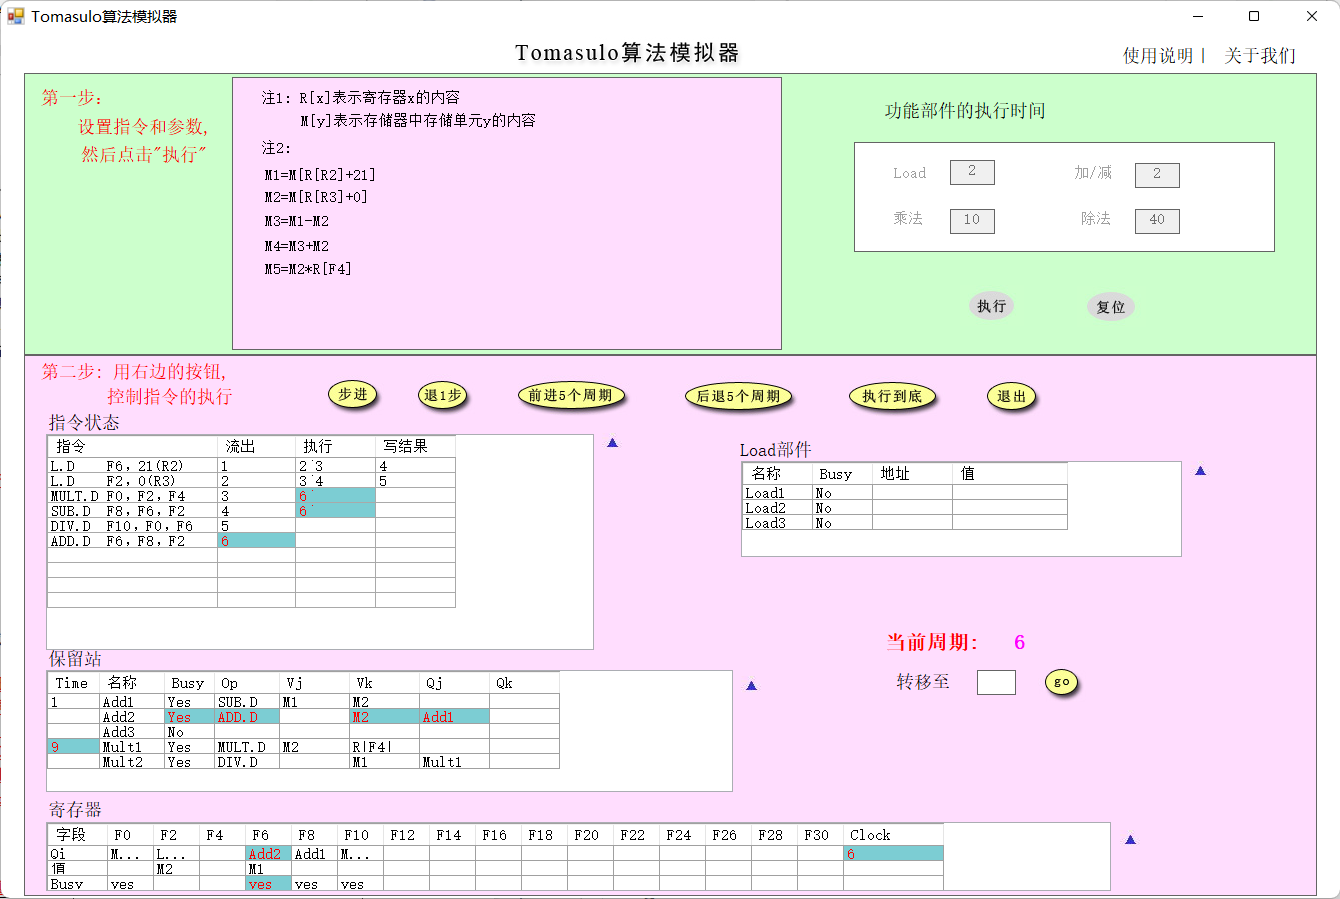 Tomasulo算法模拟器
Tomasulo算法模拟器
使用说明 | 关于我们
第一步：
设置指令和参数,
然后点击"执行"
注1: R[x]表示寄存器x的内容
M[y]表示存储器中存储单元y的内容
注2:
M1=M[R[R2]+21]
M2=M[R[R3]+0]
M3=M1-M2
M4=M3+M2
M5=M2*R[F4]
功能部件的执行时间
Load 2 加/减 2
乘法 10 除法 40
执行 复位
第二步: 用右边的按钮,
控制指令的执行
步进 退1步 前进5个周期 后退5个周期 执行到底 退出
指令状态
指令 流出 执行 写结果
L.D F6, 21(R2) 1 2~3 4
L.D F2, 0(R3) 2 3~4 5
MULT.D F0, F2, F4 3 6~
SUB.D F8, F6, F2 4 6~
DIV.D F10, F0, F6 5
ADD.D F6, F8, F2 6
Load部件
名称 Busy 地址 值
Load1 No
Load2 No
Load3 No
当前周期: 6
转移至 go
保留站
Time 名称 Busy Op Vj Vk Qj Qk
1 Add1 Yes SUB.D M1 M2
Add2 Yes ADD.D M2 Add1
Add3 No
9 Mult1 Yes MULT.D M2 R|F4|
Mult2 Yes DIV.D M1 Mult1
寄存器
字段 F0 F2 F4 F6 F8 F10 F12 F14 F16 F18 F20 F22 F24 F26 F28 F30 Clock
Qi M... L... Add2 Add1 M... 6
值 M2 M1
Busy yes yes yes yes